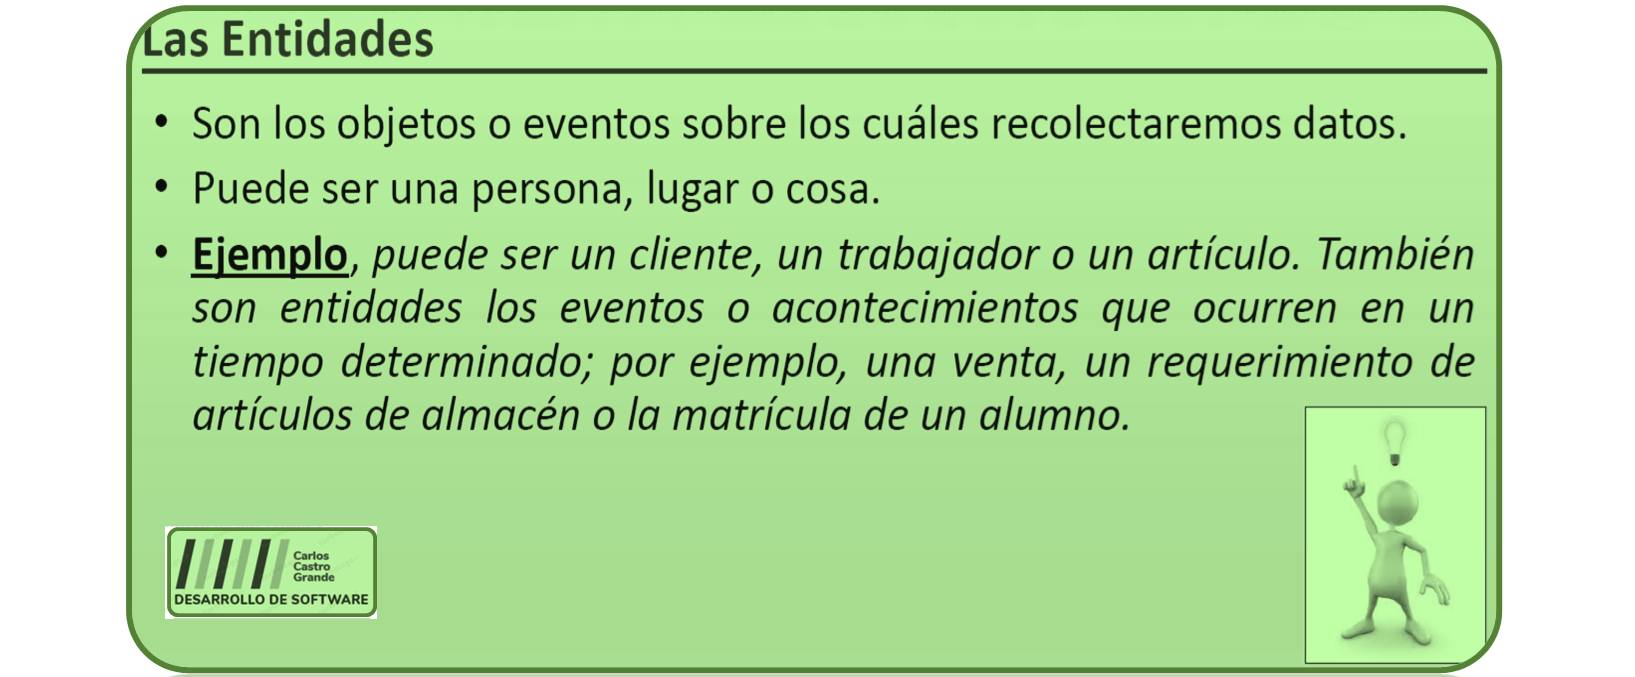 Las Entidades
• Son los objetos o eventos sobre los cuáles recolectaremos datos.
• Puede ser una persona, lugar o cosa.
• Ejemplo, puede ser un cliente, un trabajador o un artículo. También
son entidades los eventos o acontecimientos que ocurren en un
tiempo determinado; por ejemplo, una venta, un requerimiento de
artículos de almacén o la matrícula de un alumno.
Carlos
Castro
Grande
DESARROLLO DE SOFTWARE